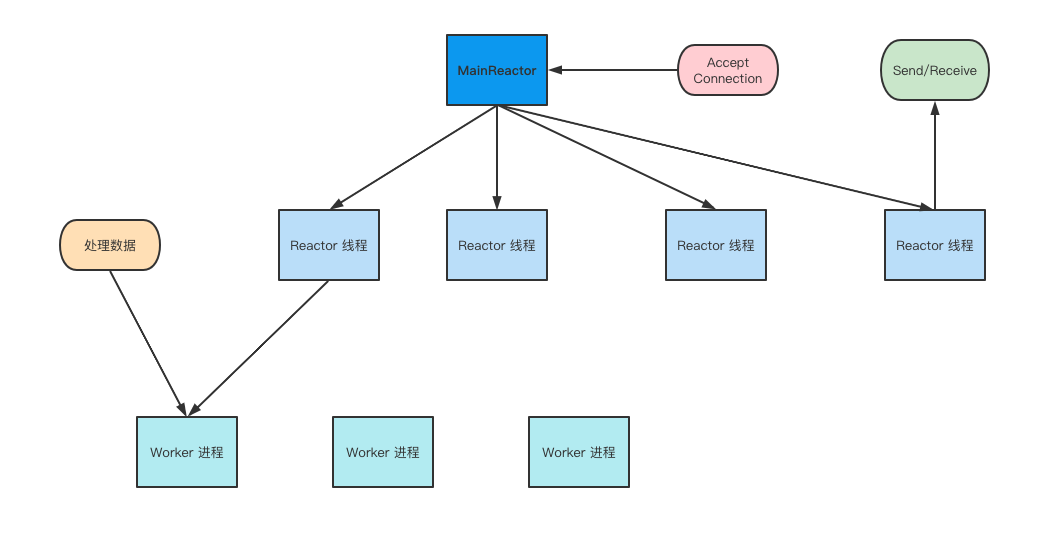 MainReactor
Accept
Connection
Send/Receive
处理数据
Reactor 线程
Reactor 线程
Reactor 线程
Reactor 线程
Worker 进程
Worker 进程
Worker 进程